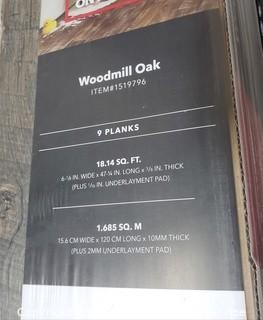 ON
Woodmill Oak
ITEM#1519796
9 PLANKS
18.14 SQ. FT.
6-⅛ IN. WIDE x 47-¼ IN. LONG x ⅜ IN. THICK
(PLUS 1/16 IN. UNDERLAYMENT PAD)
1.685 SQ. M
15.6 CM WIDE x 120 CM LONG x 10MM THICK
(PLUS 2MM UNDERLAYMENT PAD)